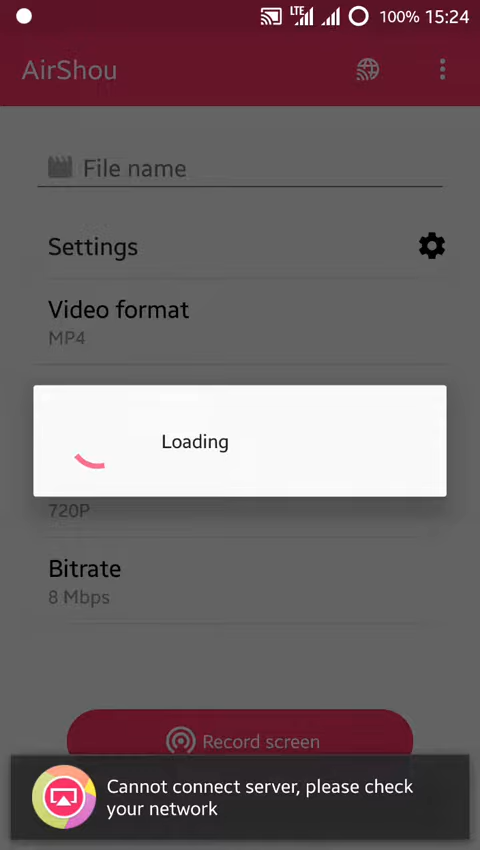 LTE 100% 15:24
AirShou
File name
Settings
Video format
MP4
Loading
720P
Bitrate
8 Mbps
Record screen
Cannot connect server, please check
your network